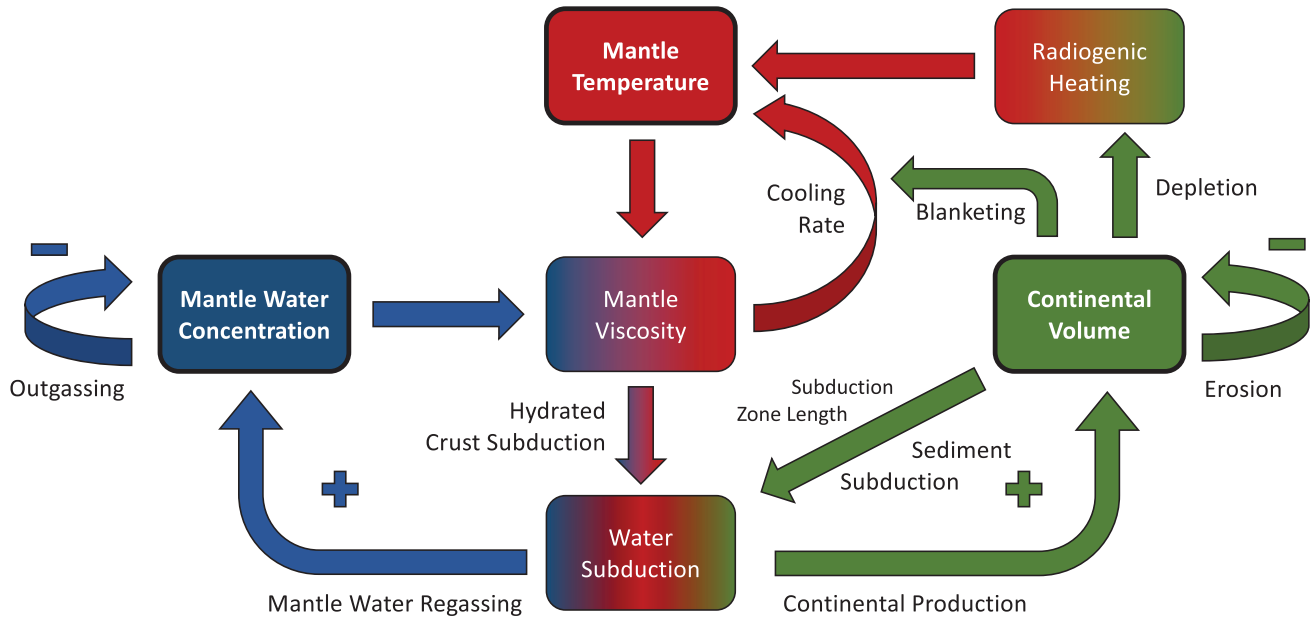 Mantle
Temperature
Radiogenic
Heating
Cooling
Rate
Blanketing
Depletion
Mantle Water
Concentration
Mantle
Viscosity
Continental
Volume
Outgassing
Erosion
Hydrated
Crust Subduction
Subduction
Zone Length
Sediment
Subduction
Water
Subduction
Mantle Water Regassing
Continental Production